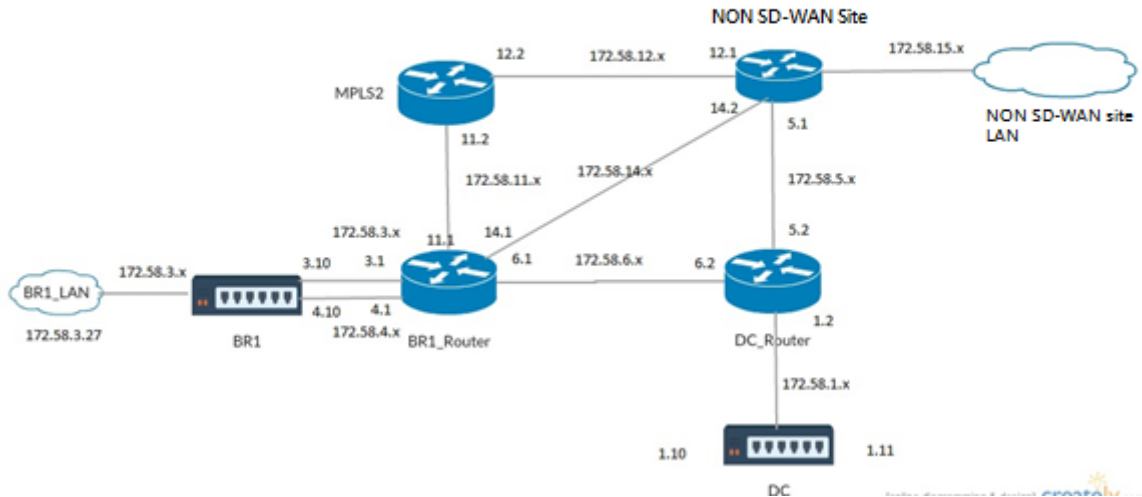 NON SD-WAN Site
12.2
172.58.12.x
12.1
172.58.15.x
MPLS2
14.2
5.1
NON SD-WAN site
LAN
11.2
172.58.11.x
172.58.14.x
172.58.5.x
172.58.3.x
11.1
14.1
5.2
172.58.3.x
3.10
3.1
6.1
172.58.6.x
6.2
BR1_LAN
4.10
4.1
172.58.3.27
172.58.4.x
1.2
BR1
BR1_Router
DC_Router
172.58.1.x
1.10
1.11
DC
creately